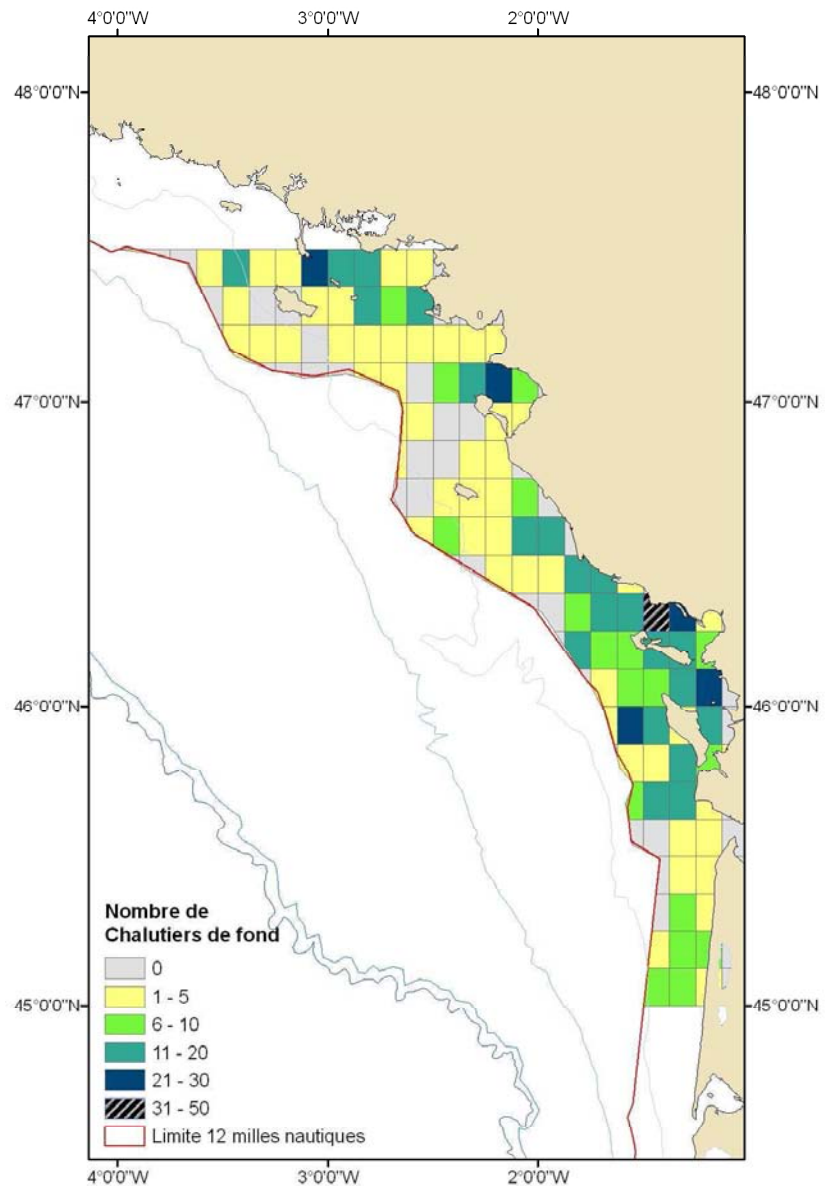 4°0'0"W 3°0'0"W 2°0'0"W
48°0'0"N 48°0'0"N
47°0'0"N 47°0'0"N
46°0'0"N 46°0'0"N
Nombre de
Chalutiers de fond
0
1 - 5
6 - 10
45°0'0"N 45°0'0"N
11 - 20
21 - 30
31 - 50
Limite 12 milles nautiques
4°0'0"W 3°0'0"W 2°0'0"W